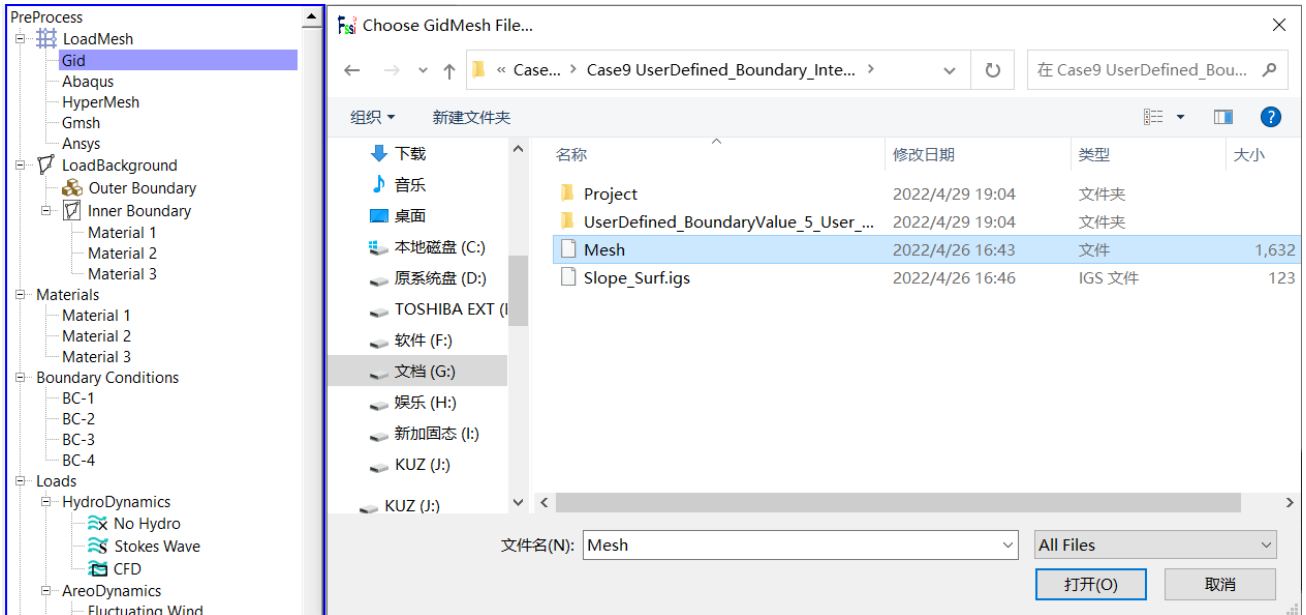 PreProcess
LoadMesh
Gid
Abaqus
HyperMesh
Gmsh
Ansys
LoadBackground
Outer Boundary
Inner Boundary
Material 1
Material 2
Material 3
Materials
Material 1
Material 2
Material 3
Boundary Conditions
BC-1
BC-2
BC-3
BC-4
Loads
HydroDynamics
No Hydro
Stokes Wave
CFD
AreoDynamics
Fluctuating Wind
Fssi Choose GidMesh File...
« Case... › Case9 UserDefined_Boundary_Inte... ›
在 Case9 UserDefined_Bou...
组织 新建文件夹
下载
音乐
桌面
本地磁盘 (C:)
原系统盘 (D:)
TOSHIBA EXT (
软件 (F:)
文档 (G:)
娱乐 (H:)
新加固态 (I:)
KUZ (J:)
KUZ (J:)
名称 修改日期 类型 大小
Project 2022/4/29 19:04 文件夹
UserDefined_BoundaryValue_5_User_... 2022/4/29 19:04 文件夹
Mesh 2022/4/26 16:43 文件 1,632
Slope_Surf.igs 2022/4/26 16:46 IGS 文件 123
文件名(N): Mesh All Files
打开(O) 取消